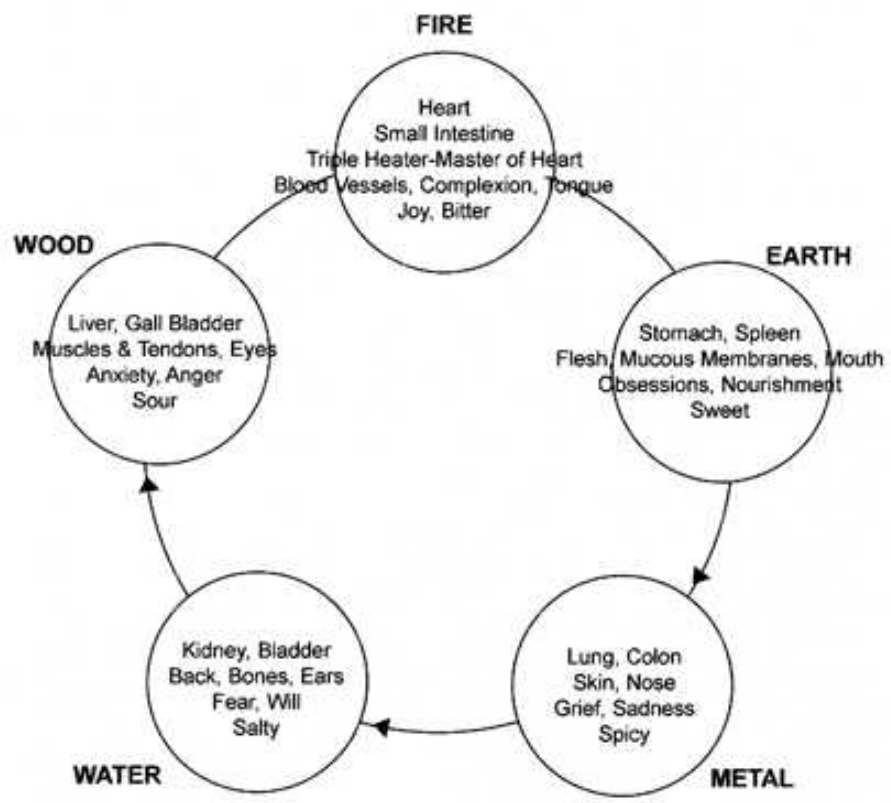 FIRE
Heart
Small Intestine
Triple Heater-Master of Heart
Blood Vessels, Complexion, Tongue
Joy, Bitter
WOOD
Liver, Gall Bladder
Muscles & Tendons, Eyes
Anxiety, Anger
Sour
EARTH
Stomach, Spleen
Flesh, Mucous Membranes, Mouth
Obsessions, Nourishment
Sweet
Kidney, Bladder
Back, Bones, Ears
Fear, Will
Salty
WATER
Lung, Colon
Skin, Nose
Grief, Sadness
Spicy
METAL